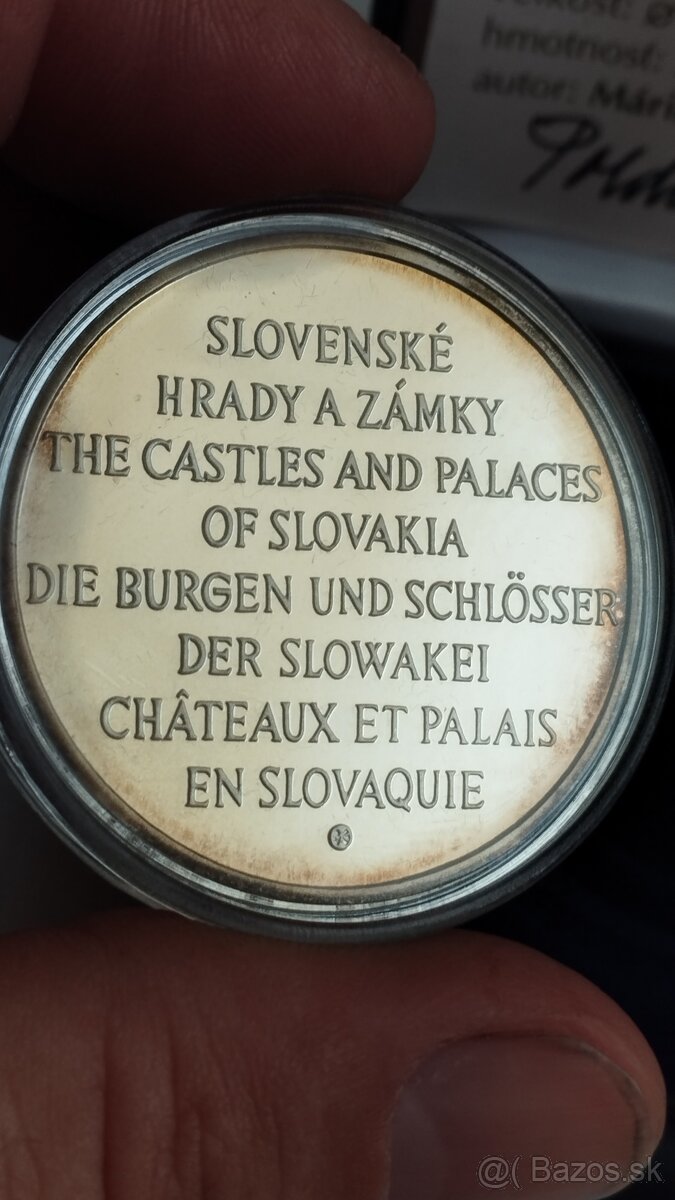 hmotnosť:
autor:
SLOVENSKÉ
HRADY A ZÁMKY
THE CASTLES AND PALACES
OF SLOVAKIA
DIE BURGEN UND SCHLÖSSER
DER SLOWAKEI
CHÂTEAUX ET PALAIS
EN SLOVAQUIE
@( Bazos.sk